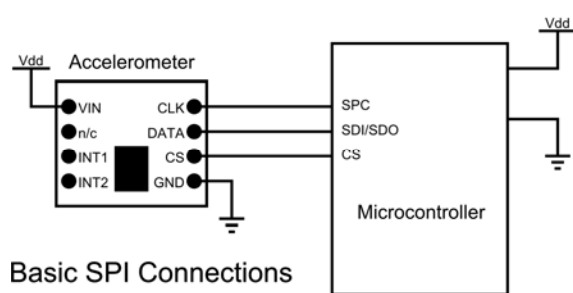 Vdd
Vdd
Accelerometer
VIN
CLK
SPC
n/c
DATA
SDI/SDO
INT1
CS
CS
INT2
GND
Microcontroller
Basic SPI Connections